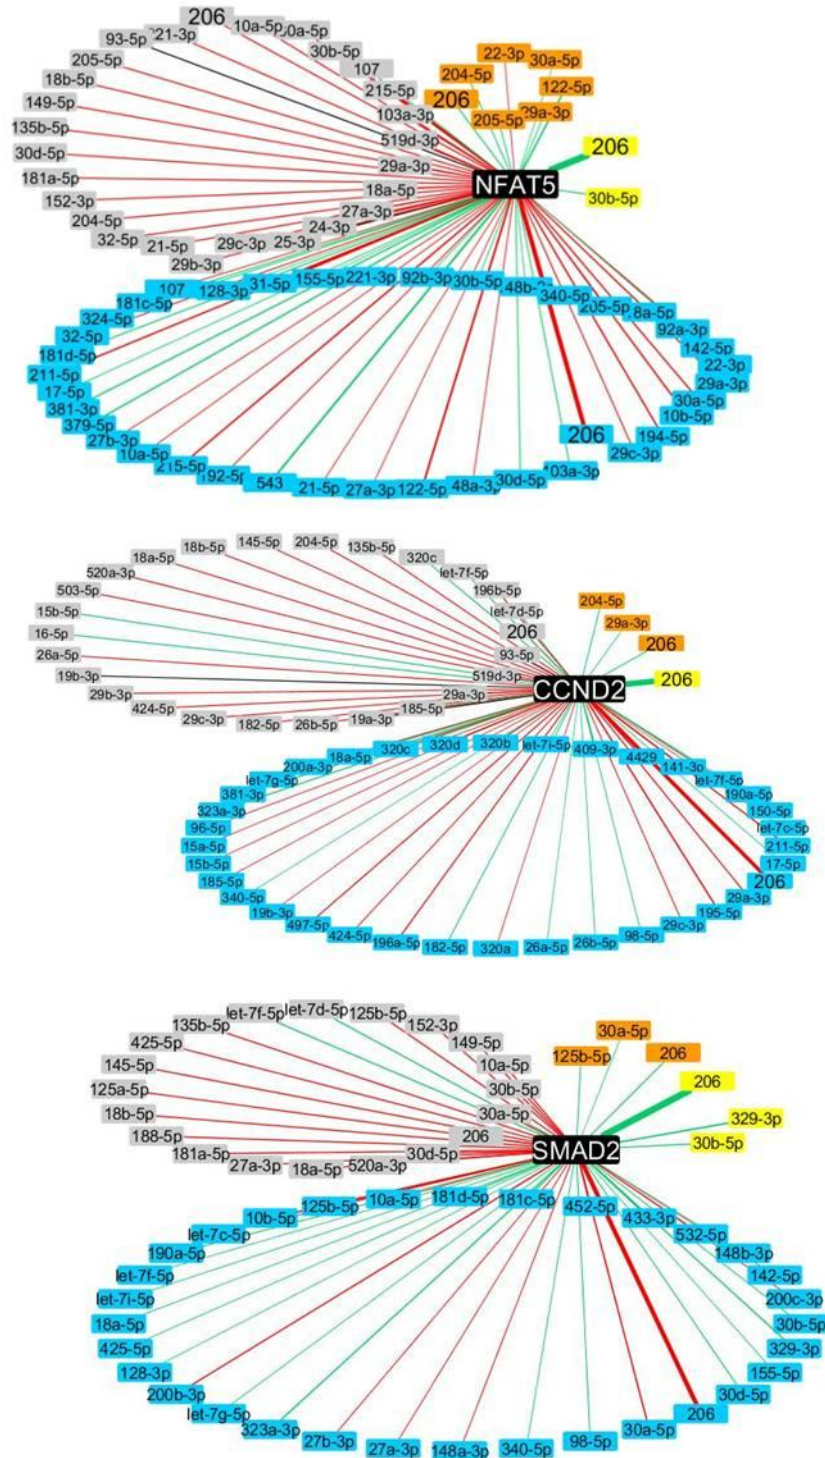 206
10a-5p
30a-5p
221-3p
93-5p
30b-5p
205-5p
107
18b-5p
215-5p
149-5p
103a-3p
135b-5p
519d-3p
30d-5p
29a-3p
181a-5p
18a-5p
152-3p
27a-3p
204-5p
24-3p
32-5p
21-5p
29c-3p
25-3p
29b-3p
22-3p
30a-5p
204-5p
122-5p
206
205-5p
29a-3p
206
NFAT5
30b-5p
107
128-3p
31-5p
155-5p
221-3p
92b-3p
30b-5p
340-5p
205-5p
18a-5p
181c-5p
92a-3p
324-5p
142-5p
32-5p
22-3p
181d-5p
29a-3p
211-5p
30a-5p
17-5p
10b-5p
381-3p
206
194-5p
379-5p
29c-3p
27b-3p
10a-5p
215-5p
103a-3p
192-5p
543
21-5p
27a-3p
122-5p
48a-3p
30d-5p
18b-5p
145-5p
204-5p
135b-5p
18a-5p
320c
520a-3p
let-7f-5p
503-5p
196b-5p
15b-5p
let-7d-5p
16-5p
206
26a-5p
93-5p
19b-3p
519d-3p
29b-3p
29a-3p
424-5p
185-5p
29c-3p
182-5p
26b-5p
19a-3p
204-5p
29a-3p
206
206
CCND2
18a-5p
320c
320d
320b
let-7i-5p
409-3p
4429
141-3p
200a-3p
let-7f-5p
let-7g-5p
190a-5p
381-3p
150-5p
323a-3p
let-7c-5p
96-5p
211-5p
15a-5p
17-5p
15b-5p
206
185-5p
29a-3p
340-5p
195-5p
19b-3p
29c-3p
497-5p
98-5p
424-5p
196a-5p
182-5p
320a
26a-5p
26b-5p
let-7f-5p
let-7d-5p
125b-5p
135b-5p
152-3p
425-5p
149-5p
145-5p
10a-5p
125a-5p
30b-5p
18b-5p
30a-5p
188-5p
206
181a-5p
30d-5p
27a-3p
18a-5p
520a-3p
30a-5p
125b-5p
206
206
329-3p
30b-5p
SMAD2
125b-5p
10a-5p
181d-5p
181c-5p
452-5p
433-3p
10b-5p
532-5p
let-7c-5p
148b-3p
190a-5p
142-5p
let-7f-5p
200c-3p
let-7i-5p
30b-5p
18a-5p
329-3p
425-5p
155-5p
128-3p
30d-5p
200b-3p
206
let-7g-5p
30a-5p
323a-3p
98-5p
27b-3p
27a-3p
148a-3p
340-5p